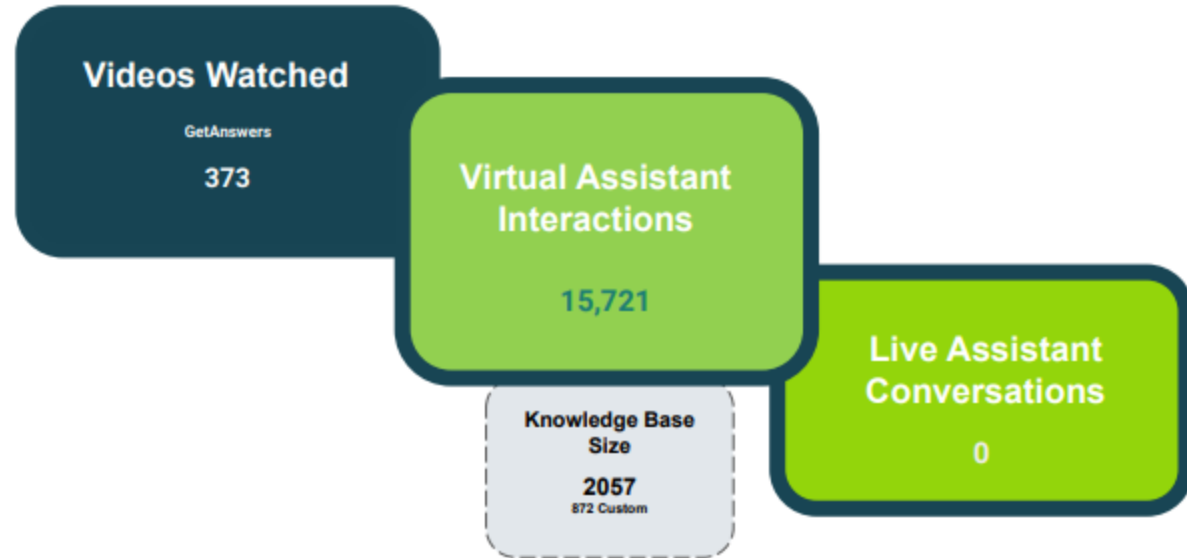 Videos Watched
GetAnswers
373
Virtual Assistant
Interactions
15,721
Live Assistant
Conversations
0
Knowledge Base
Size
2057
872 Custom